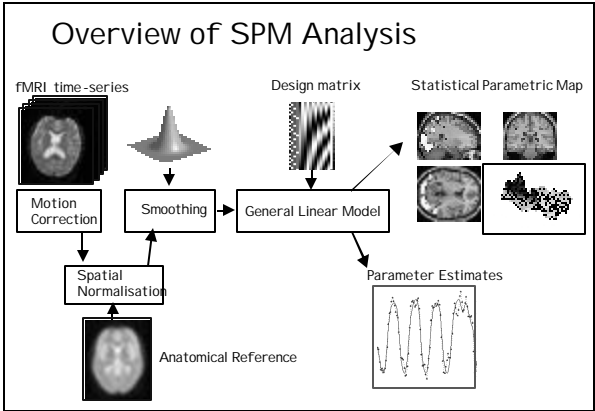 Overview of SPM Analysis
fMRI time-series
Design matrix
Statistical Parametric Map
Motion
Correction
Smoothing
General Linear Model
Spatial
Normalisation
Parameter Estimates
Anatomical Reference